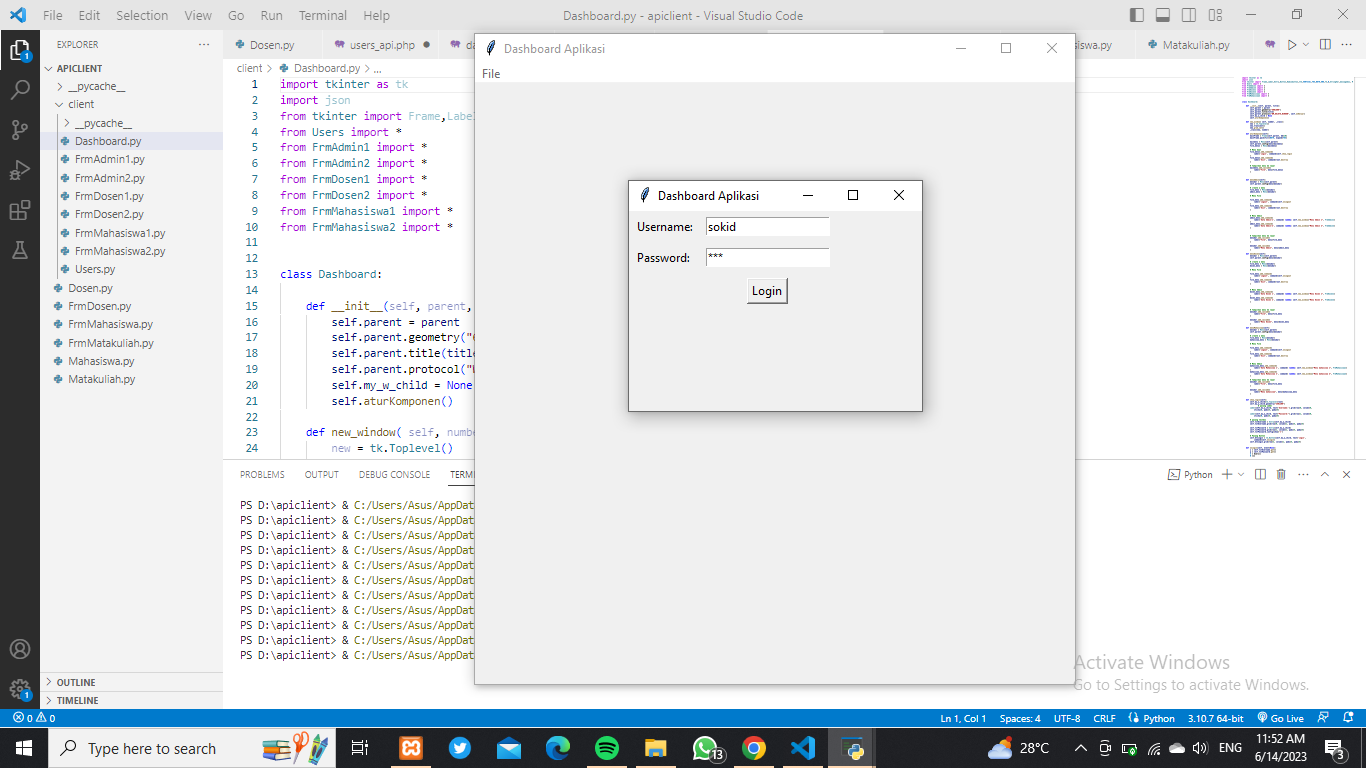 File Edit Selection View Go Run Terminal Help
Dashboard.py - apiclient - Visual Studio Code
EXPLORER ...
APICLIENT
__pycache__
client
__pycache__
Dashboard.py
FrmAdmin1.py
FrmAdmin2.py
FrmDosen1.py
FrmDosen2.py
FrmMahasiswa1.py
FrmMahasiswa2.py
Users.py
Dosen.py
FrmDosen.py
FrmMahasiswa.py
FrmMatakuliah.py
Mahasiswa.py
Matakuliah.py
OUTLINE
TIMELINE
Dosen.py users_api.php
Matakuliah.py
client > Dashboard.py > ...
1 import tkinter as tk
2 import json
3 from tkinter import Frame,Labe
4 from Users import *
5 from FrmAdmin1 import *
6 from FrmAdmin2 import *
7 from FrmDosen1 import *
8 from FrmDosen2 import *
9 from FrmMahasiswa1 import *
10 from FrmMahasiswa2 import *
11
12
13 class Dashboard:
14
15 def __init__(self, parent,
16 self.parent = parent
17 self.parent.geometry("
18 self.parent.title(titl
19 self.parent.protocol("
20 self.my_w_child = None
21 self.aturKomponen()
22
23 def new_window( self, numbe
24 new = tk.Toplevel()
Dashboard Aplikasi
File
Dashboard Aplikasi
Username: sokid
Password: ***
Login
PROBLEMS OUTPUT DEBUG CONSOLE TERM
Python
PS D:\apiclient> & C:/Users/Asus/AppDat
PS D:\apiclient> & C:/Users/Asus/AppDat
PS D:\apiclient> & C:/Users/Asus/AppDat
PS D:\apiclient> & C:/Users/Asus/AppDat
PS D:\apiclient> & C:/Users/Asus/AppDat
PS D:\apiclient> & C:/Users/Asus/AppDat
PS D:\apiclient> & C:/Users/Asus/AppDat
PS D:\apiclient> & C:/Users/Asus/AppDat
PS D:\apiclient> & C:/Users/Asus/AppDat
PS D:\apiclient> & C:/Users/Asus/AppDat
PS D:\apiclient> & C:/Users/Asus/AppDat
Activate Windows
Go to Settings to activate Windows.
0 0
Ln 1, Col 1 Spaces: 4 UTF-8 CRLF Python 3.10.7 64-bit Go Live
Type here to search
13
28°C
ENG
11:52 AM
6/14/2023
3